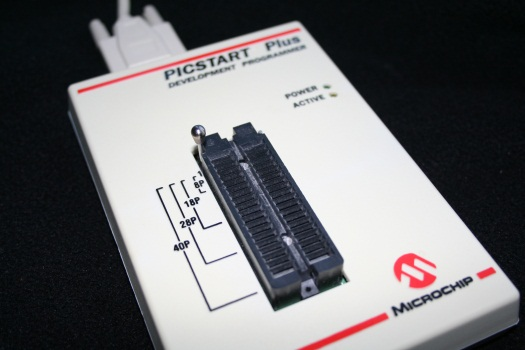 PICSTART Plus
DEVELOPMENT PROGRAMMER
POWER
ACTIVE
8P
18P
28P
40P
MICROCHIP